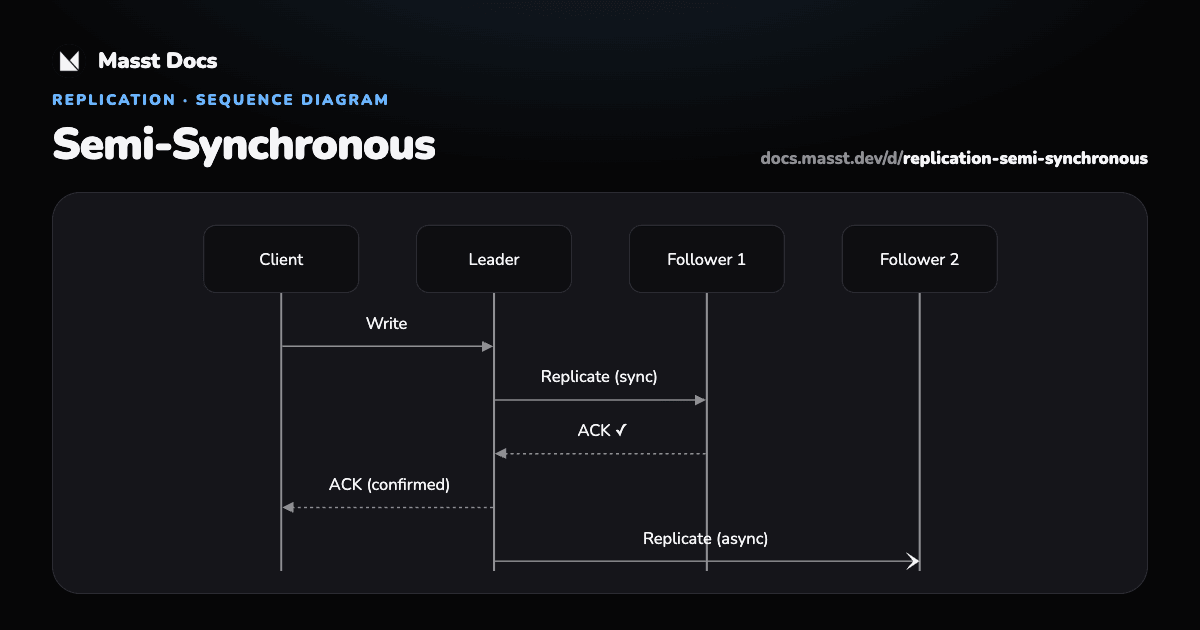 Masst Docs
REPLICATION · SEQUENCE DIAGRAM
Semi-Synchronous
docs.masst.dev/d/replication-semi-synchronous
Client
Leader
Follower 1
Follower 2
Write
Replicate (sync)
ACK ✓
ACK (confirmed)
Replicate (async)